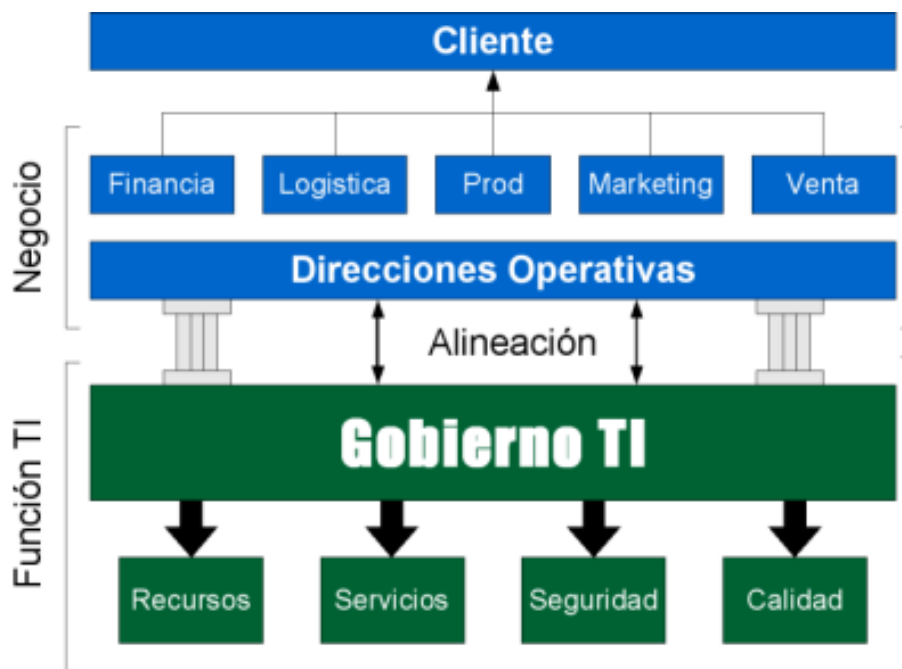 Cliente
Negocio
Financia
Logistica
Prod
Marketing
Venta
Direcciones Operativas
Alineación
Función TI
Gobierno TI
Recursos
Servicios
Seguridad
Calidad